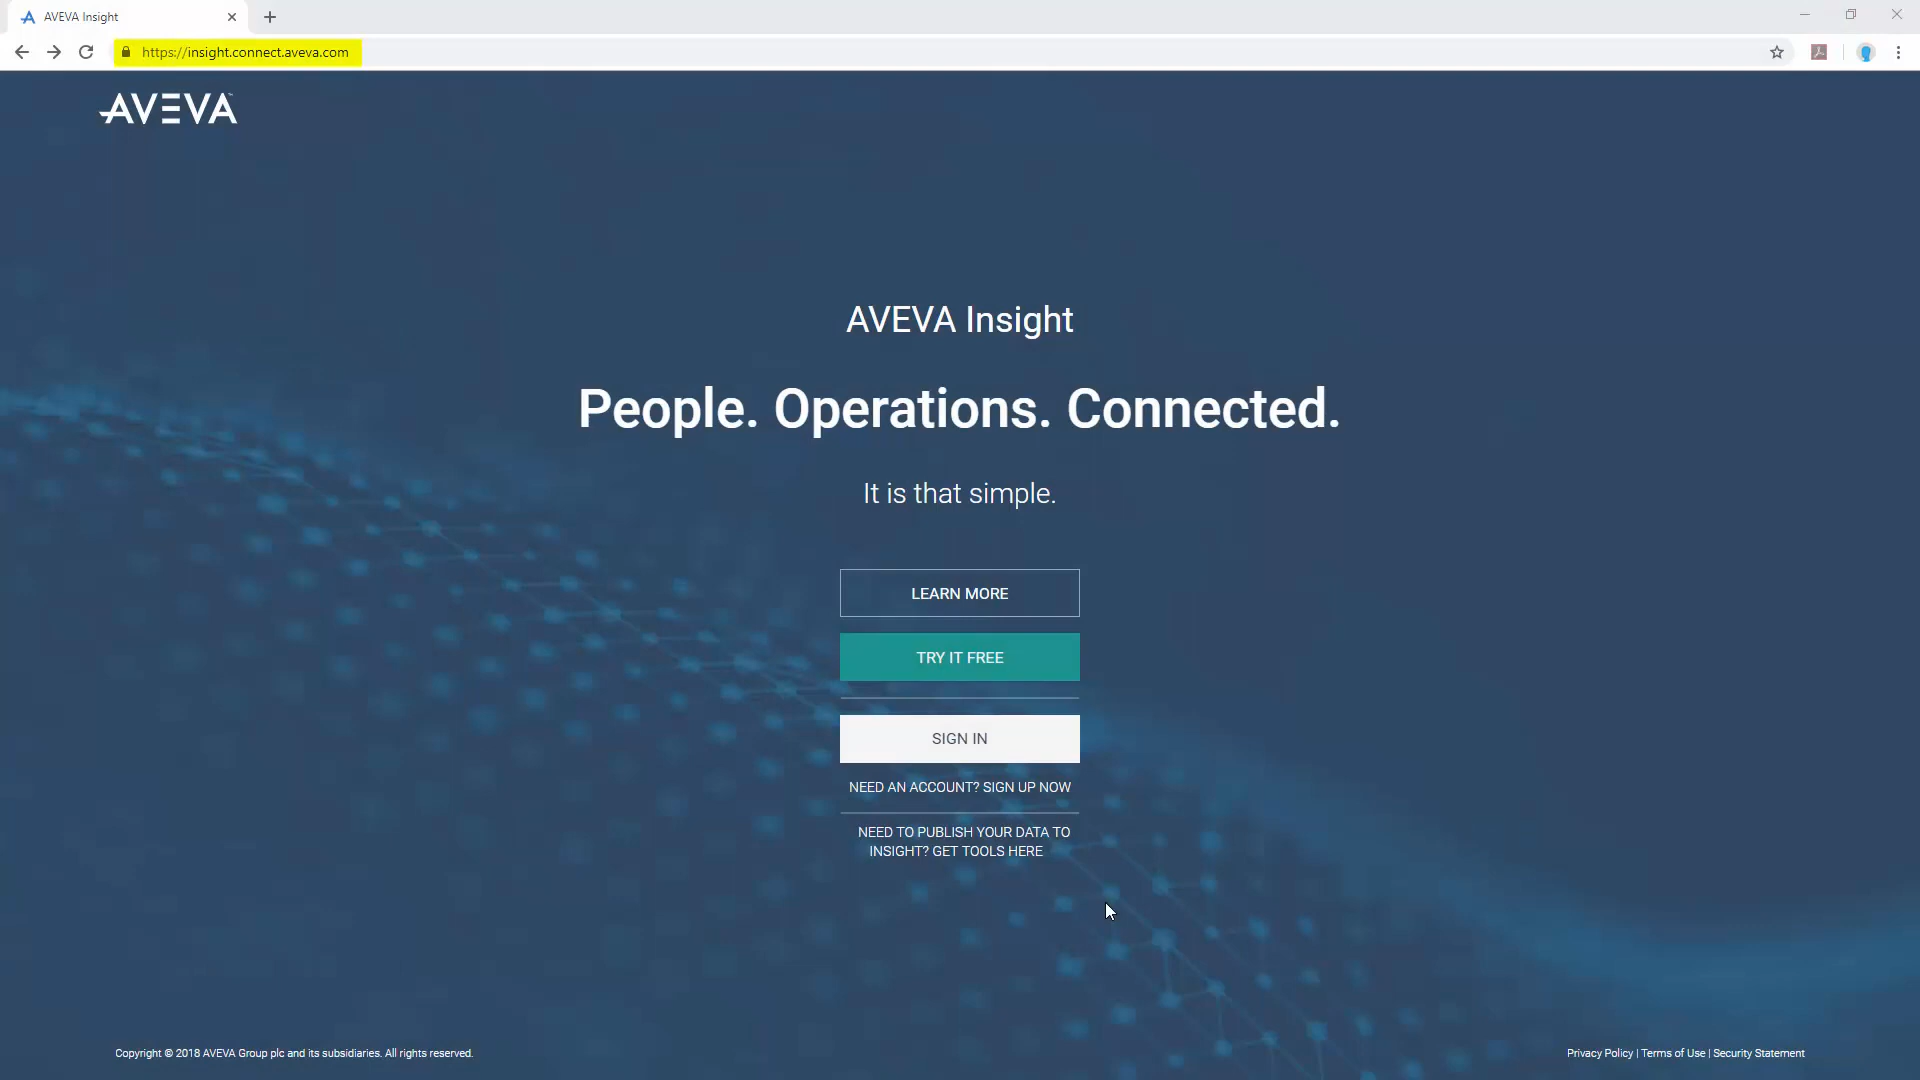 AVEVA Insight
https://insight.connect.aveva.com
AVEVA™
AVEVA Insight
People. Operations. Connected.
It is that simple.
LEARN MORE
TRY IT FREE
SIGN IN
NEED AN ACCOUNT? SIGN UP NOW
NEED TO PUBLISH YOUR DATA TO
INSIGHT? GET TOOLS HERE
Copyright © 2018 AVEVA Group plc and its subsidiaries. All rights reserved.
Privacy Policy | Terms of Use | Security Statement